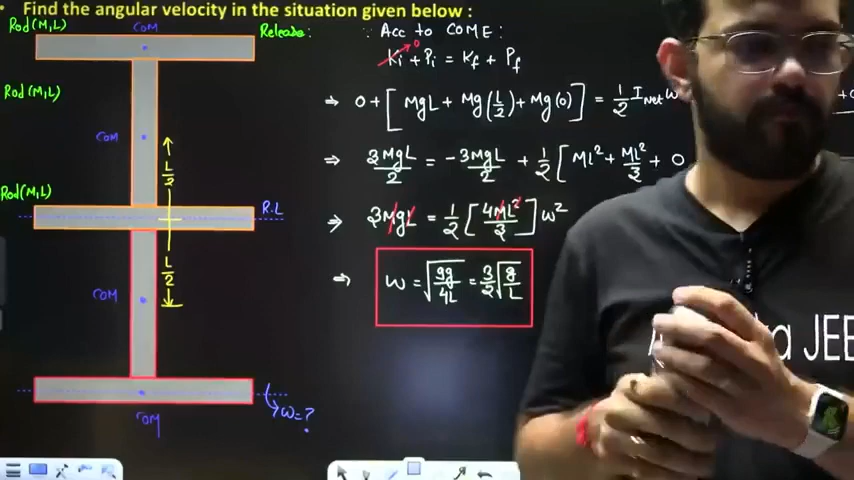 Find the angular velocity in the situation given below :
Rod(M,L)
COM
Release:
Rod(M,L)
COM
L/2
Rod(M,L)
R.L
L/2
COM
COM
ω=?
∵ Acc to COME:
Ki + Pi = Kf + Pf
0
⇒ 0+[MgL + Mg(L/2) + Mg(0)] = 1/2 INet ω
⇒ 3MgL/2 = -3MgL/2 + 1/2 [ML² + ML²/3 + 0
⇒ 3MgL = 1/2 [4ML²/3] ω²
⇒ ω = √(9g/4L) = 3/2 √(g/L)
JEE